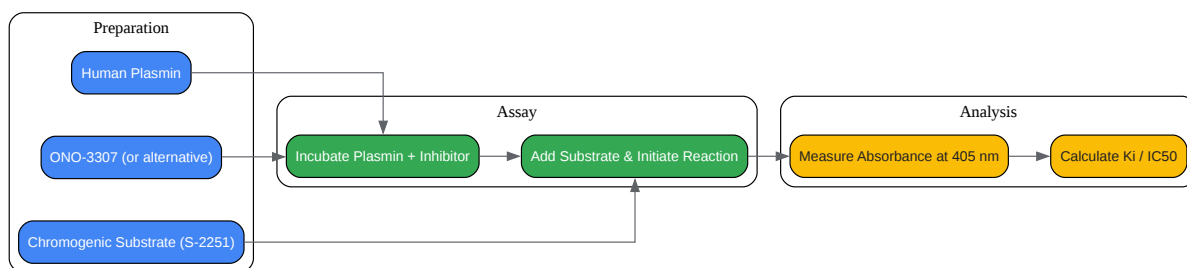 Preparation
Human Plasmin
ONO-3307 (or alternative)
Chromogenic Substrate (S-2251)
Assay
Incubate Plasmin + Inhibitor
Add Substrate & Initiate Reaction
Analysis
Measure Absorbance at 405 nm
Calculate Ki / IC50